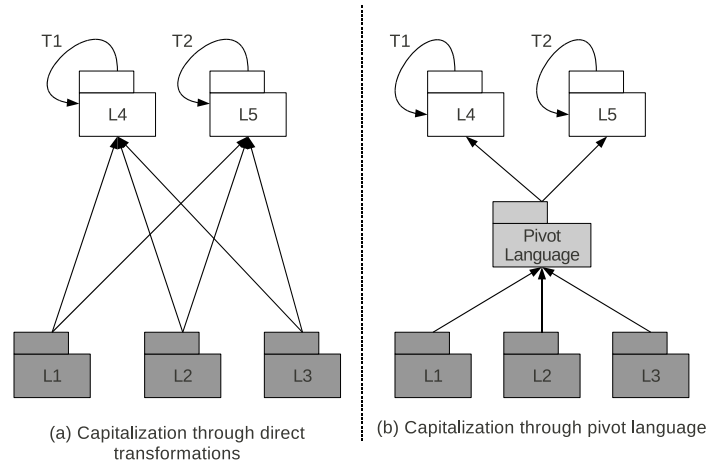 T1
T2
L4
L5
L1
L2
L3
(a) Capitalization through direct
transformations
T1
T2
L4
L5
Pivot
Language
L1
L2
L3
(b) Capitalization through pivot language